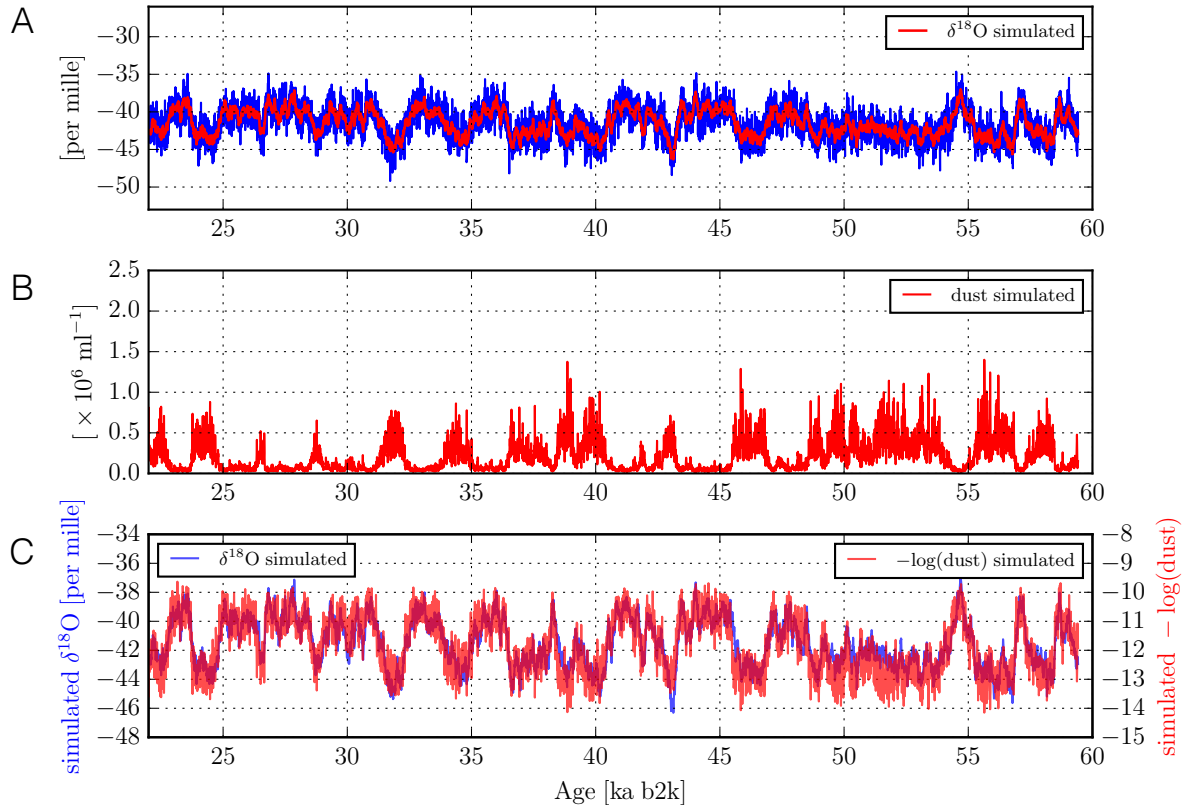 A
[per mille]
−30
−35
−40
−45
−50
δ¹⁸O simulated
25 30 35 40 45 50 55 60
B
[ × 10⁶ ml⁻¹]
2.5
2.0
1.5
1.0
0.5
0.0
dust simulated
25 30 35 40 45 50 55 60
C
simulated δ¹⁸O [per mille]
−34
−36
−38
−40
−42
−44
−46
−48
δ¹⁸O simulated
−log(dust) simulated
−8
−9
−10
−11
−12
−13
−14
−15
simulated − log(dust)
25 30 35 40 45 50 55 60
Age [ka b2k]